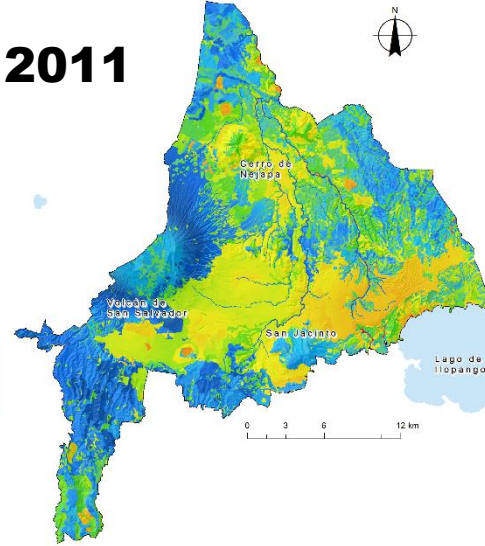 N
2011
Cerro de
Nejapa
Volcán de
San Salvador
San Jacinto
Lago de
Ilopango
0 3 6 12 km